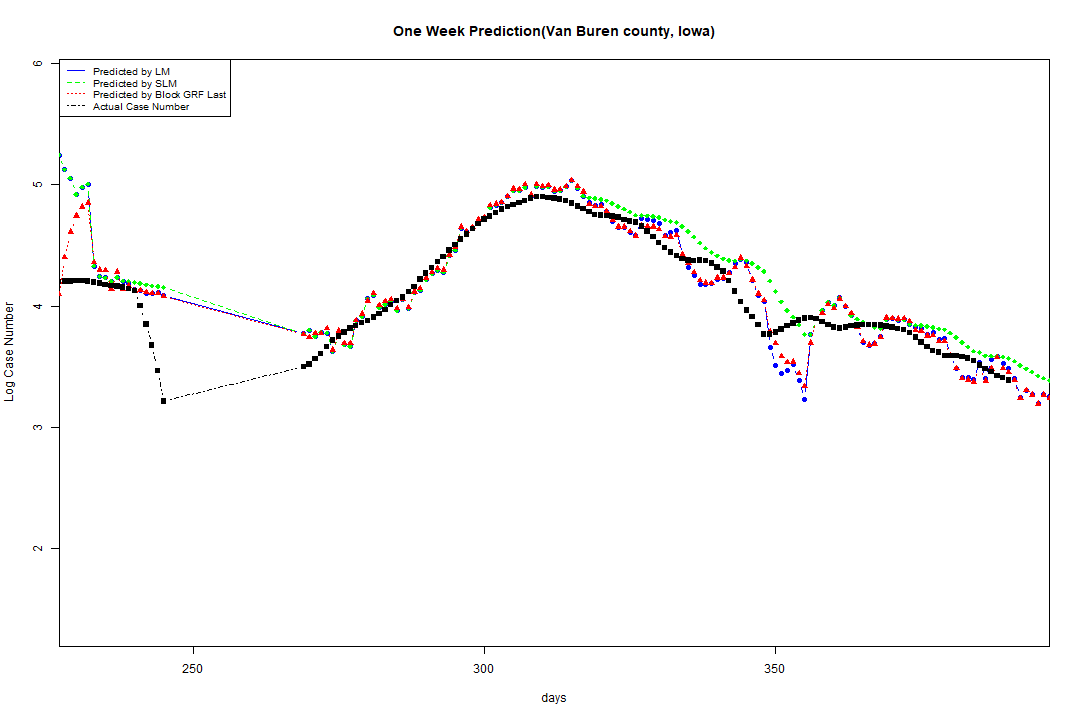 One Week Prediction(Van Buren county, Iowa)
Predicted by LM
Predicted by SLM
Predicted by Block GRF Last
Actual Case Number
6
5
4
3
2
Log Case Number
250
300
350
days